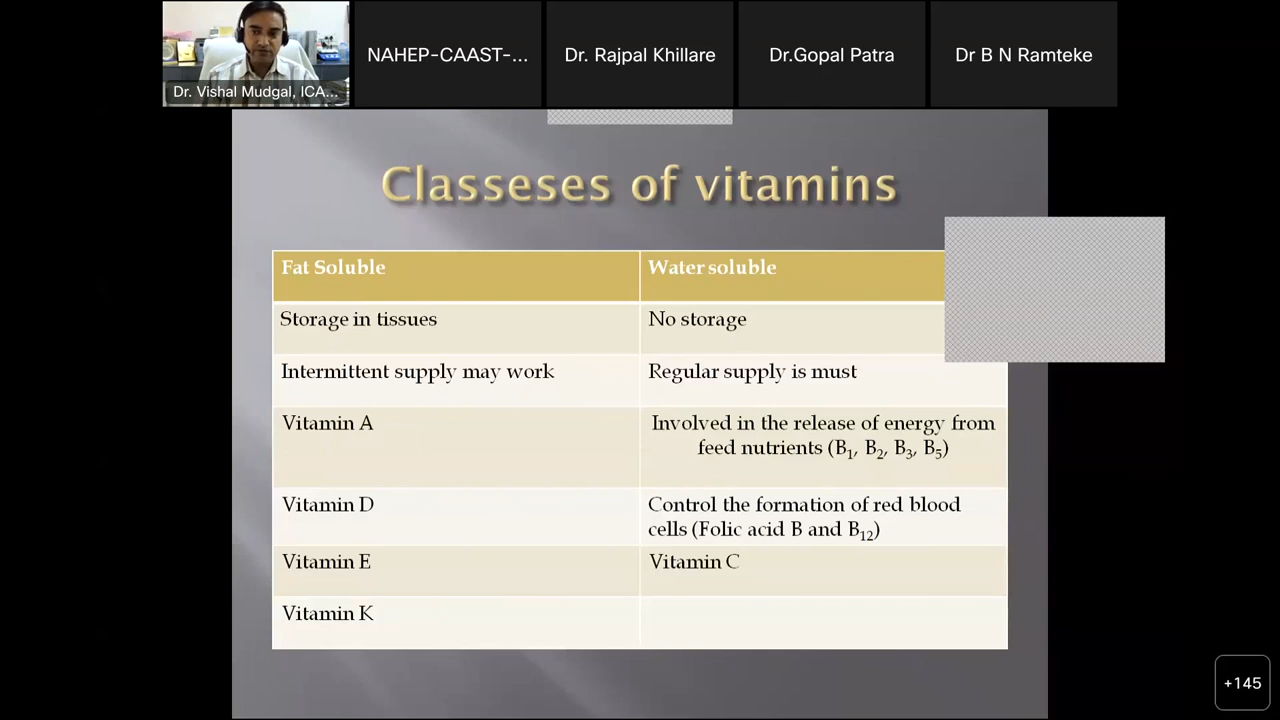 NAHEP-CAAST-...
Dr. Rajpal Khillare
Dr.Gopal Patra
Dr B N Ramteke
Dr. Vishal Mudgal, ICA...
Classeses of vitamins
Fat Soluble
Water soluble
Storage in tissues
No storage
Intermittent supply may work
Regular supply is must
Vitamin A
Involved in the release of energy from
feed nutrients (B₁, B₂, B₃, B₅)
Vitamin D
Control the formation of red blood
cells (Folic acid B and B₁₂)
Vitamin E
Vitamin C
Vitamin K
+145